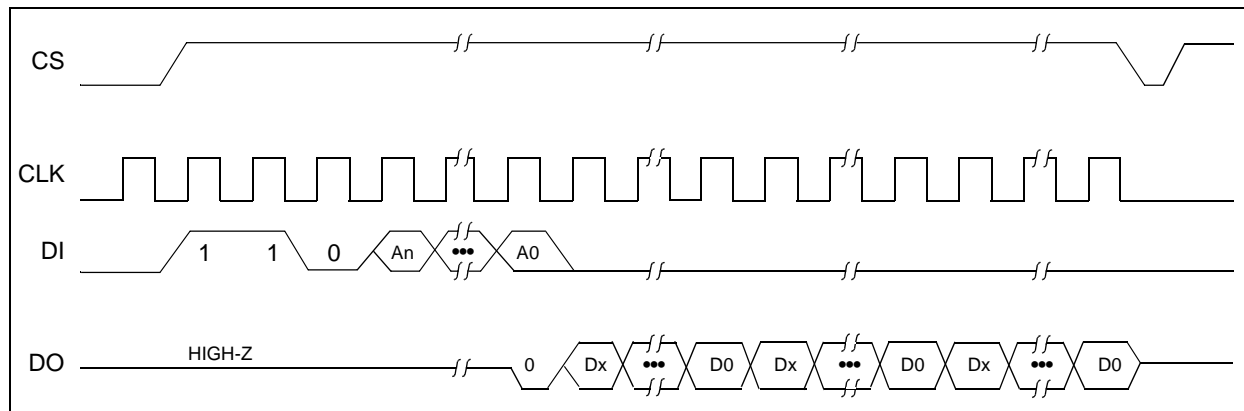 CS
CLK
DI 1 1 0 An ••• A0
HIGH-Z
DO 0 Dx ••• D0 Dx ••• D0 Dx ••• D0